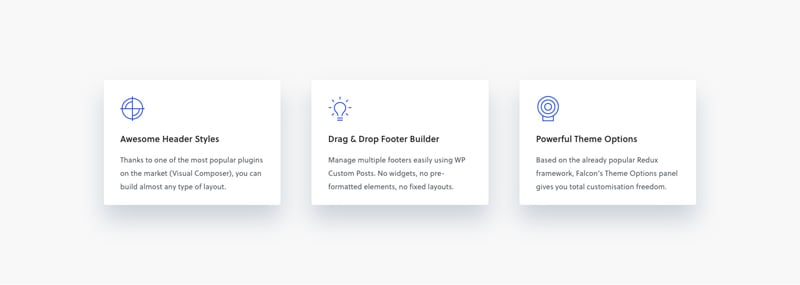 Awesome Header Styles
Thanks to one of the most popular plugins
on the market (Visual Composer), you can
build almost any type of layout.
Drag & Drop Footer Builder
Manage multiple footers easily using WP
Custom Posts. No widgets, no pre-
formatted elements, no fixed layouts.
Powerful Theme Options
Based on the already popular Redux
framework, Falcon's Theme Options panel
gives you total customisation freedom.